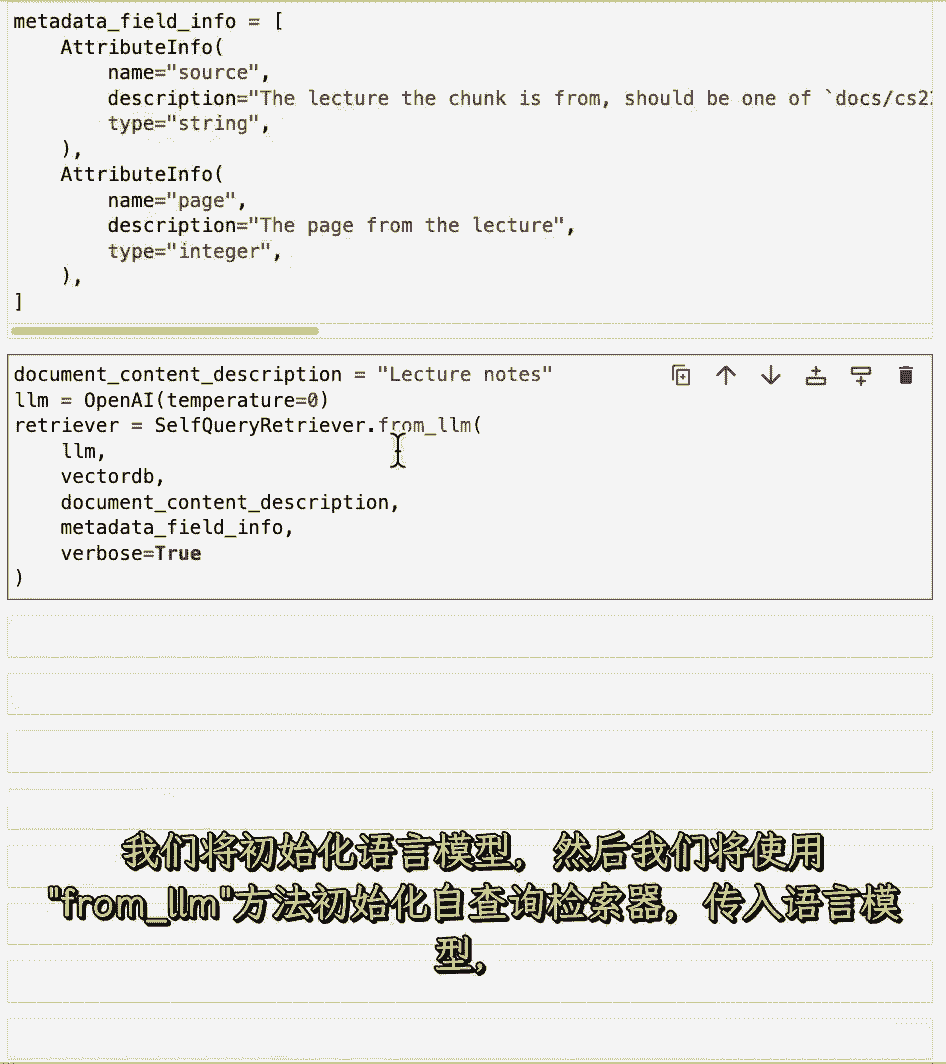 metadata_field_info = [
    AttributeInfo(
        name="source",
        description="The lecture the chunk is from, should be one of `docs/cs22
        type="string",
    ),
    AttributeInfo(
        name="page",
        description="The page from the lecture",
        type="integer",
    ),
]
document_content_description = "Lecture notes"
llm = OpenAI(temperature=0)
retriever = SelfQueryRetriever.from_llm(
    llm,
    vectordb,
    document_content_description,
    metadata_field_info,
    verbose=True
)
我们将初始化语言模型，然后我们将使用
"from_llm"方法初始化自查询检索器，传入语言模
型，